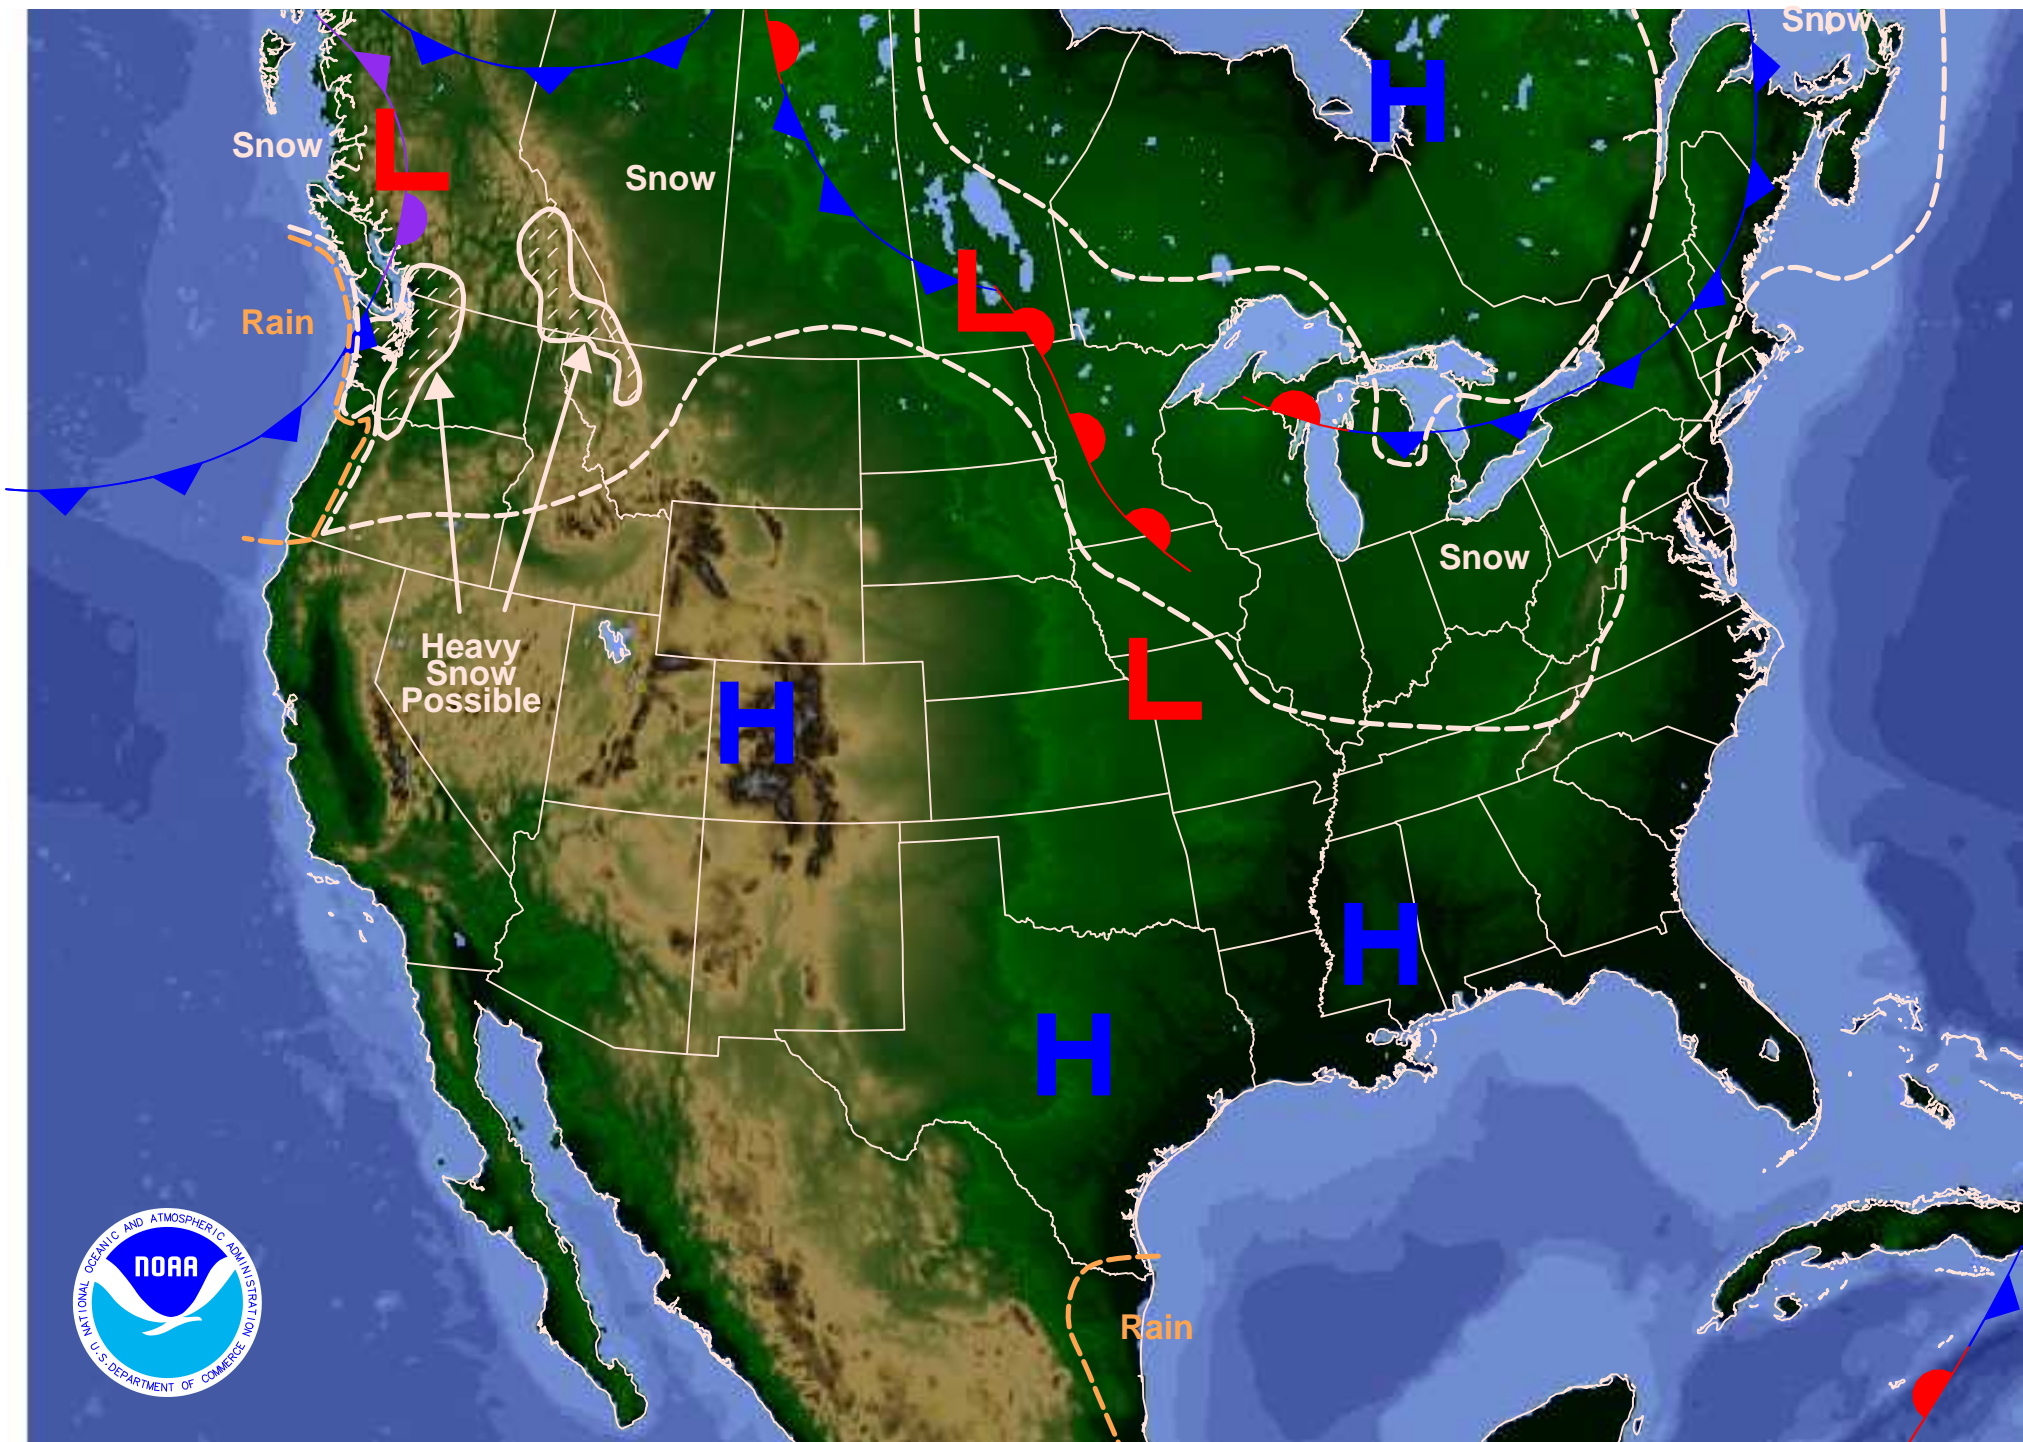 Snow
H
Snow
L
Snow
L
Rain
Snow
Heavy
Snow
Possible
L
H
H
H
Rain
NATIONAL OCEANIC AND ATMOSPHERIC ADMINISTRATION
NOAA
U.S. DEPARTMENT OF COMMERCE